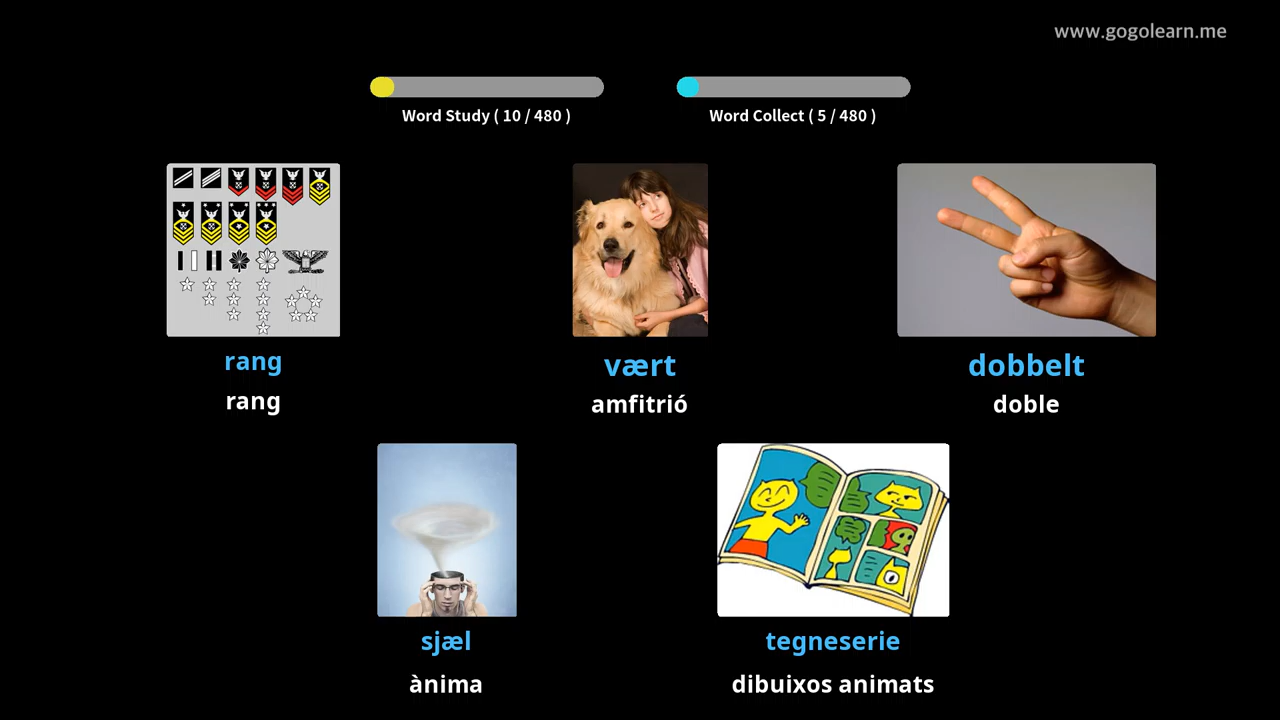 www.gogolearn.me
Word Study ( 10 / 480 )
Word Collect ( 5 / 480 )
rang
rang
vært
amfitrió
dobbelt
doble
sjæl
ànima
tegneserie
dibuixos animats